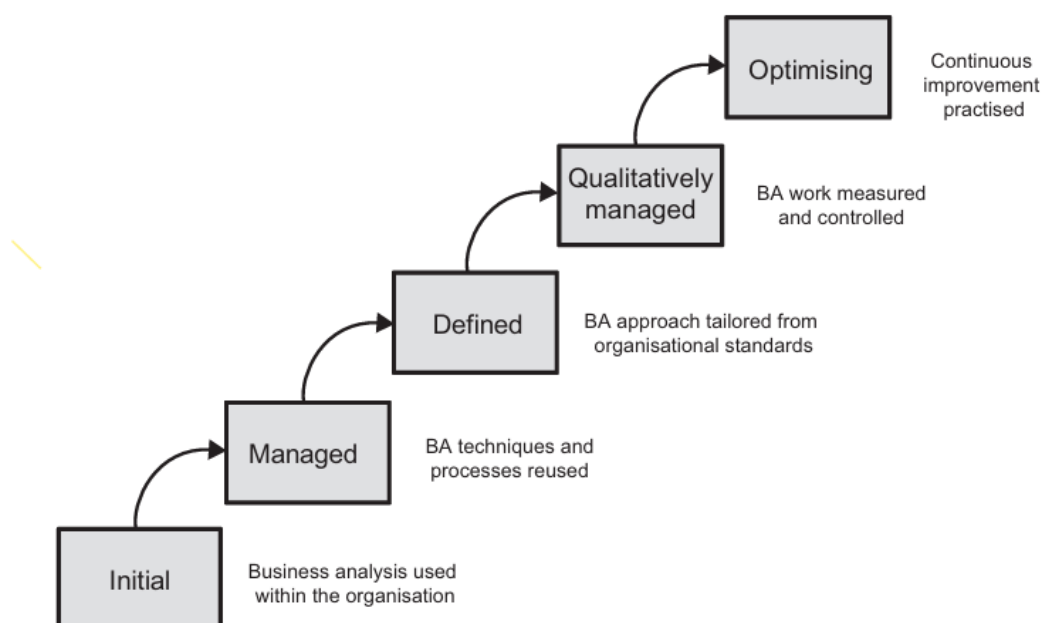 Optimising
Continuous
improvement
practised
Qualitatively
managed
BA work measured
and controlled
Defined
BA approach tailored from
organisational standards
Managed
BA techniques and
processes reused
Initial
Business analysis used
within the organisation